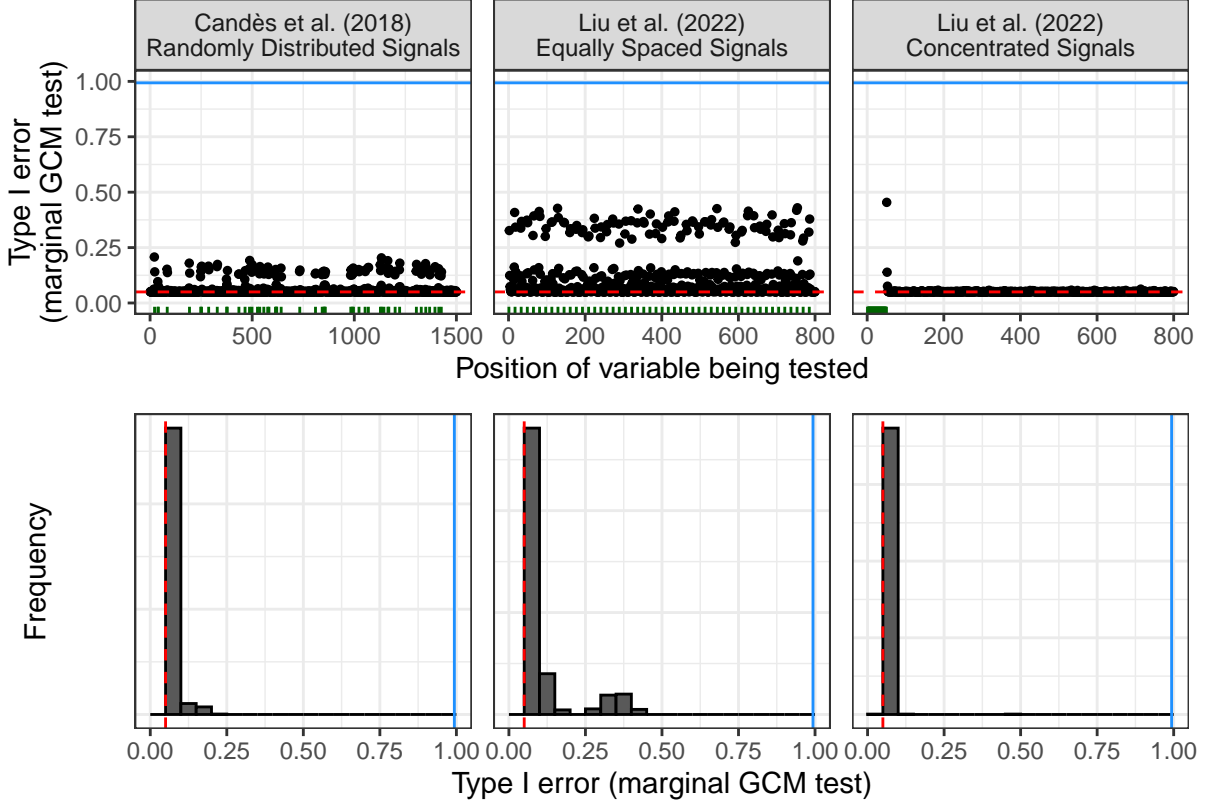 Candès et al. (2018)
Randomly Distributed Signals
Liu et al. (2022)
Equally Spaced Signals
Liu et al. (2022)
Concentrated Signals
Type I error
(marginal GCM test)
1.00
0.75
0.50
0.25
0.00
0 500 1000 1500
0 200 400 600 800
0 200 400 600 800
Position of variable being tested
Frequency
0.00 0.25 0.50 0.75 1.00
0.00 0.25 0.50 0.75 1.00
0.00 0.25 0.50 0.75 1.00
Type I error (marginal GCM test)